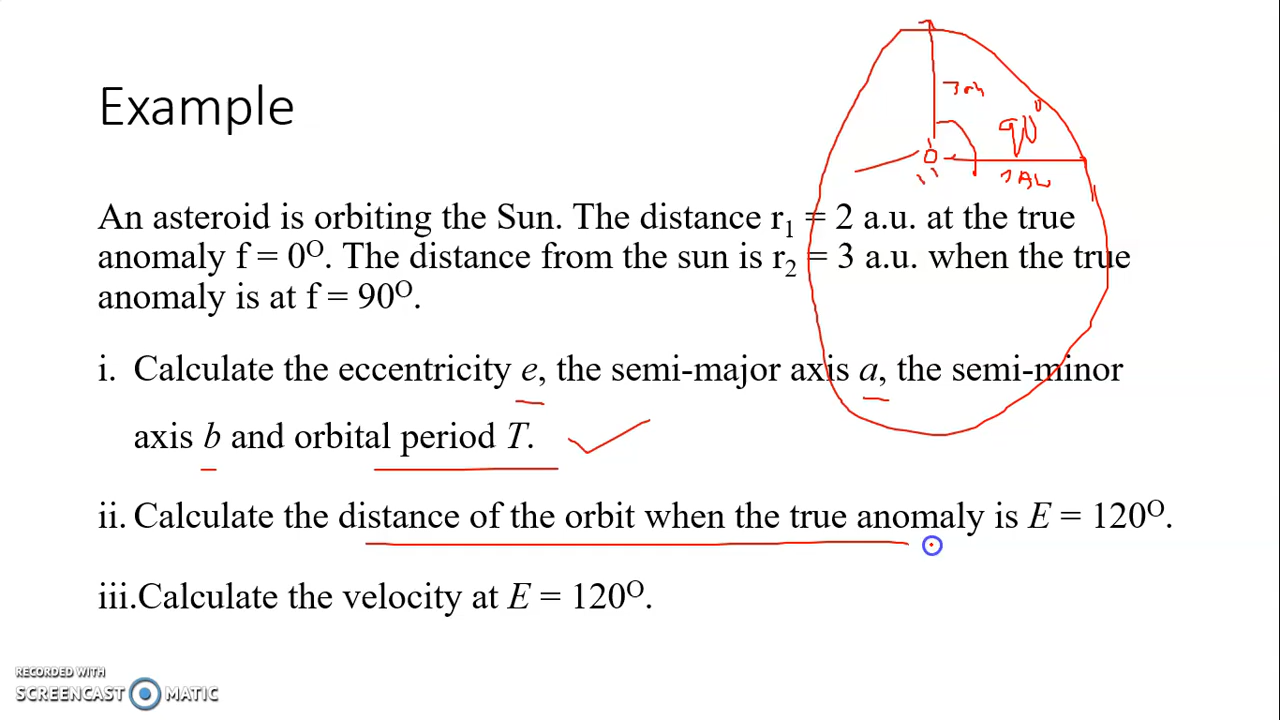 Example
90°
An asteroid is orbiting the Sun. The distance r₁ = 2 a.u. at the true
anomaly f = 0ᴼ. The distance from the sun is r₂ = 3 a.u. when the true
anomaly is at f = 90ᴼ.
i. Calculate the eccentricity e, the semi-major axis a, the semi-minor
axis b and orbital period T.
ii. Calculate the distance of the orbit when the true anomaly is E = 120ᴼ.
iii.Calculate the velocity at E = 120ᴼ.
RECORDED WITH
SCREENCAST MATIC